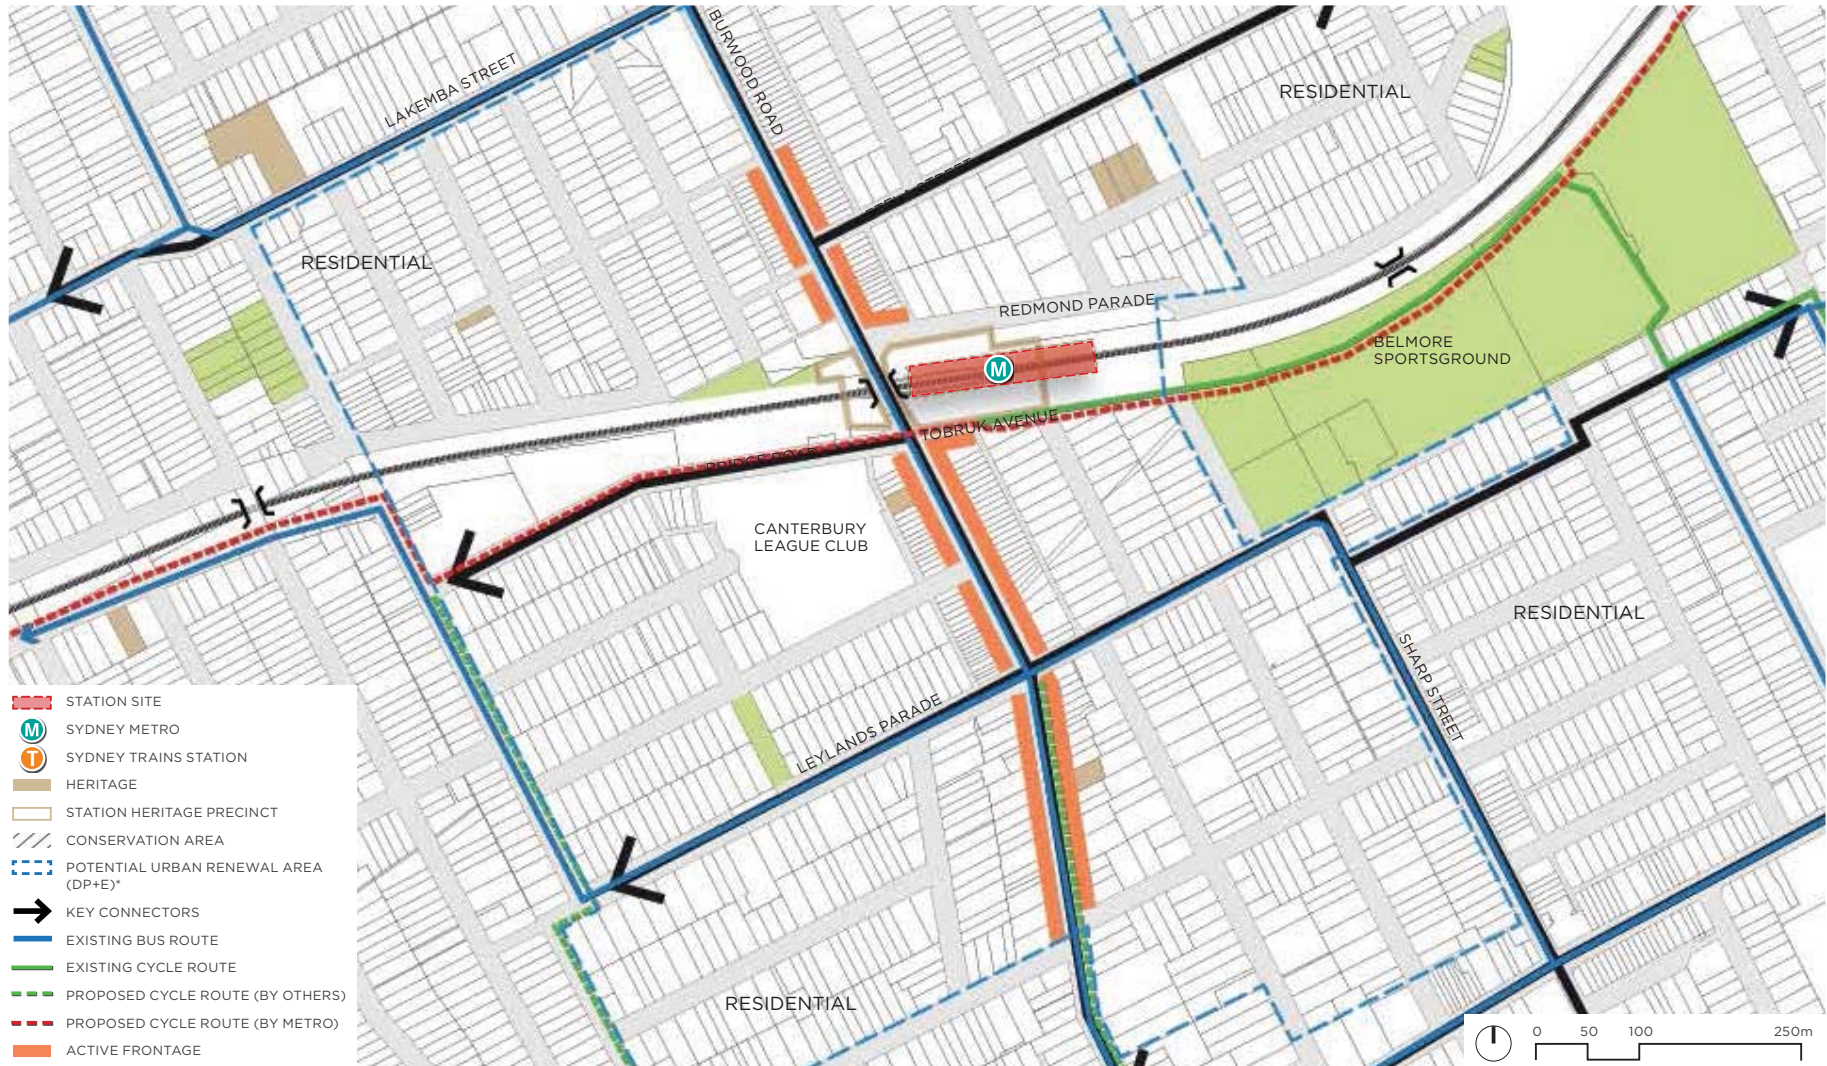 LAKEMBA STREET
BURWOOD ROAD
RESIDENTIAL
RESIDENTIAL
REDMOND PARADE
M
BELMORE
SPORTSGROUND
TOBRUK AVENUE
BRIDGE ROAD
CANTERBURY
LEAGUE CLUB
RESIDENTIAL
SHARP STREET
LEYLANDS PARADE
RESIDENTIAL
STATION SITE
M SYDNEY METRO
T SYDNEY TRAINS STATION
HERITAGE
STATION HERITAGE PRECINCT
CONSERVATION AREA
POTENTIAL URBAN RENEWAL AREA
(DP+E)*
KEY CONNECTORS
EXISTING BUS ROUTE
EXISTING CYCLE ROUTE
PROPOSED CYCLE ROUTE (BY OTHERS)
PROPOSED CYCLE ROUTE (BY METRO)
ACTIVE FRONTAGE
0 50 100 250m